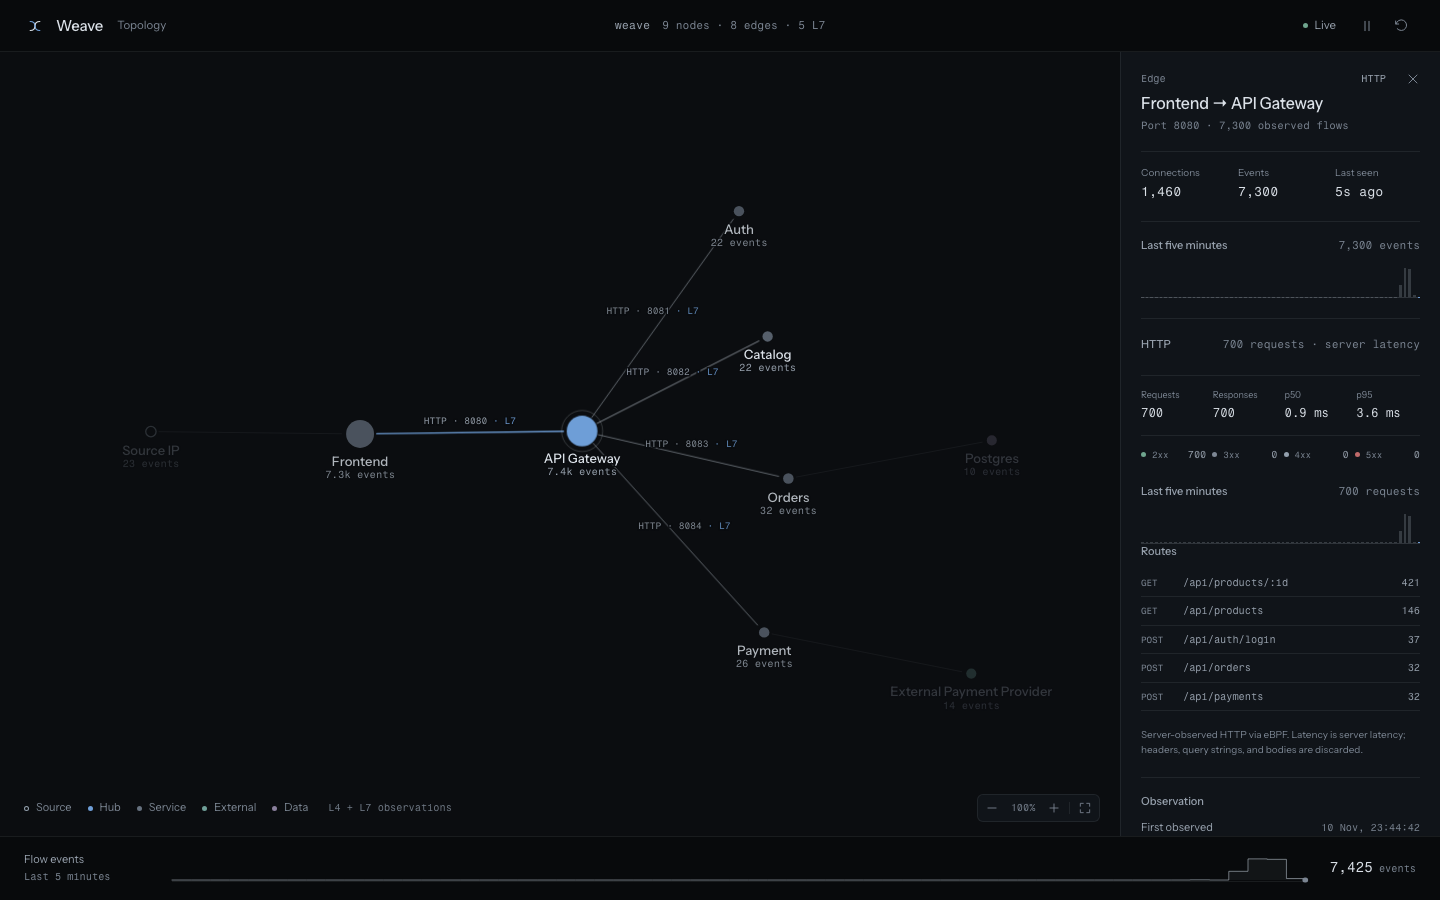 Weave Topology
weave 9 nodes · 8 edges · 5 L7
Live
Auth
22 events
HTTP · 8081 · L7
Catalog
22 events
HTTP · 8082 · L7
HTTP · 8080 · L7
Source IP
23 events
Frontend
7.3k events
API Gateway
7.4k events
HTTP · 8083 · L7
Postgres
10 events
Orders
32 events
HTTP · 8084 · L7
Payment
26 events
External Payment Provider
14 events
Source Hub Service External Data L4 + L7 observations
100%
Edge HTTP
Frontend → API Gateway
Port 8080 · 7,300 observed flows
Connections Events Last seen
1,460 7,300 5s ago
Last five minutes 7,300 events
HTTP 700 requests · server latency
Requests Responses p50 p95
700 700 0.9 ms 3.6 ms
2xx 700 3xx 0 4xx 0 5xx 0
Last five minutes 700 requests
Routes
GET /api/products/:id 421
GET /api/products 146
POST /api/auth/login 37
POST /api/orders 32
POST /api/payments 32
Server-observed HTTP via eBPF. Latency is server latency;
headers, query strings, and bodies are discarded.
Observation
First observed 10 Nov, 23:44:42
Flow events
Last 5 minutes
7,425 events